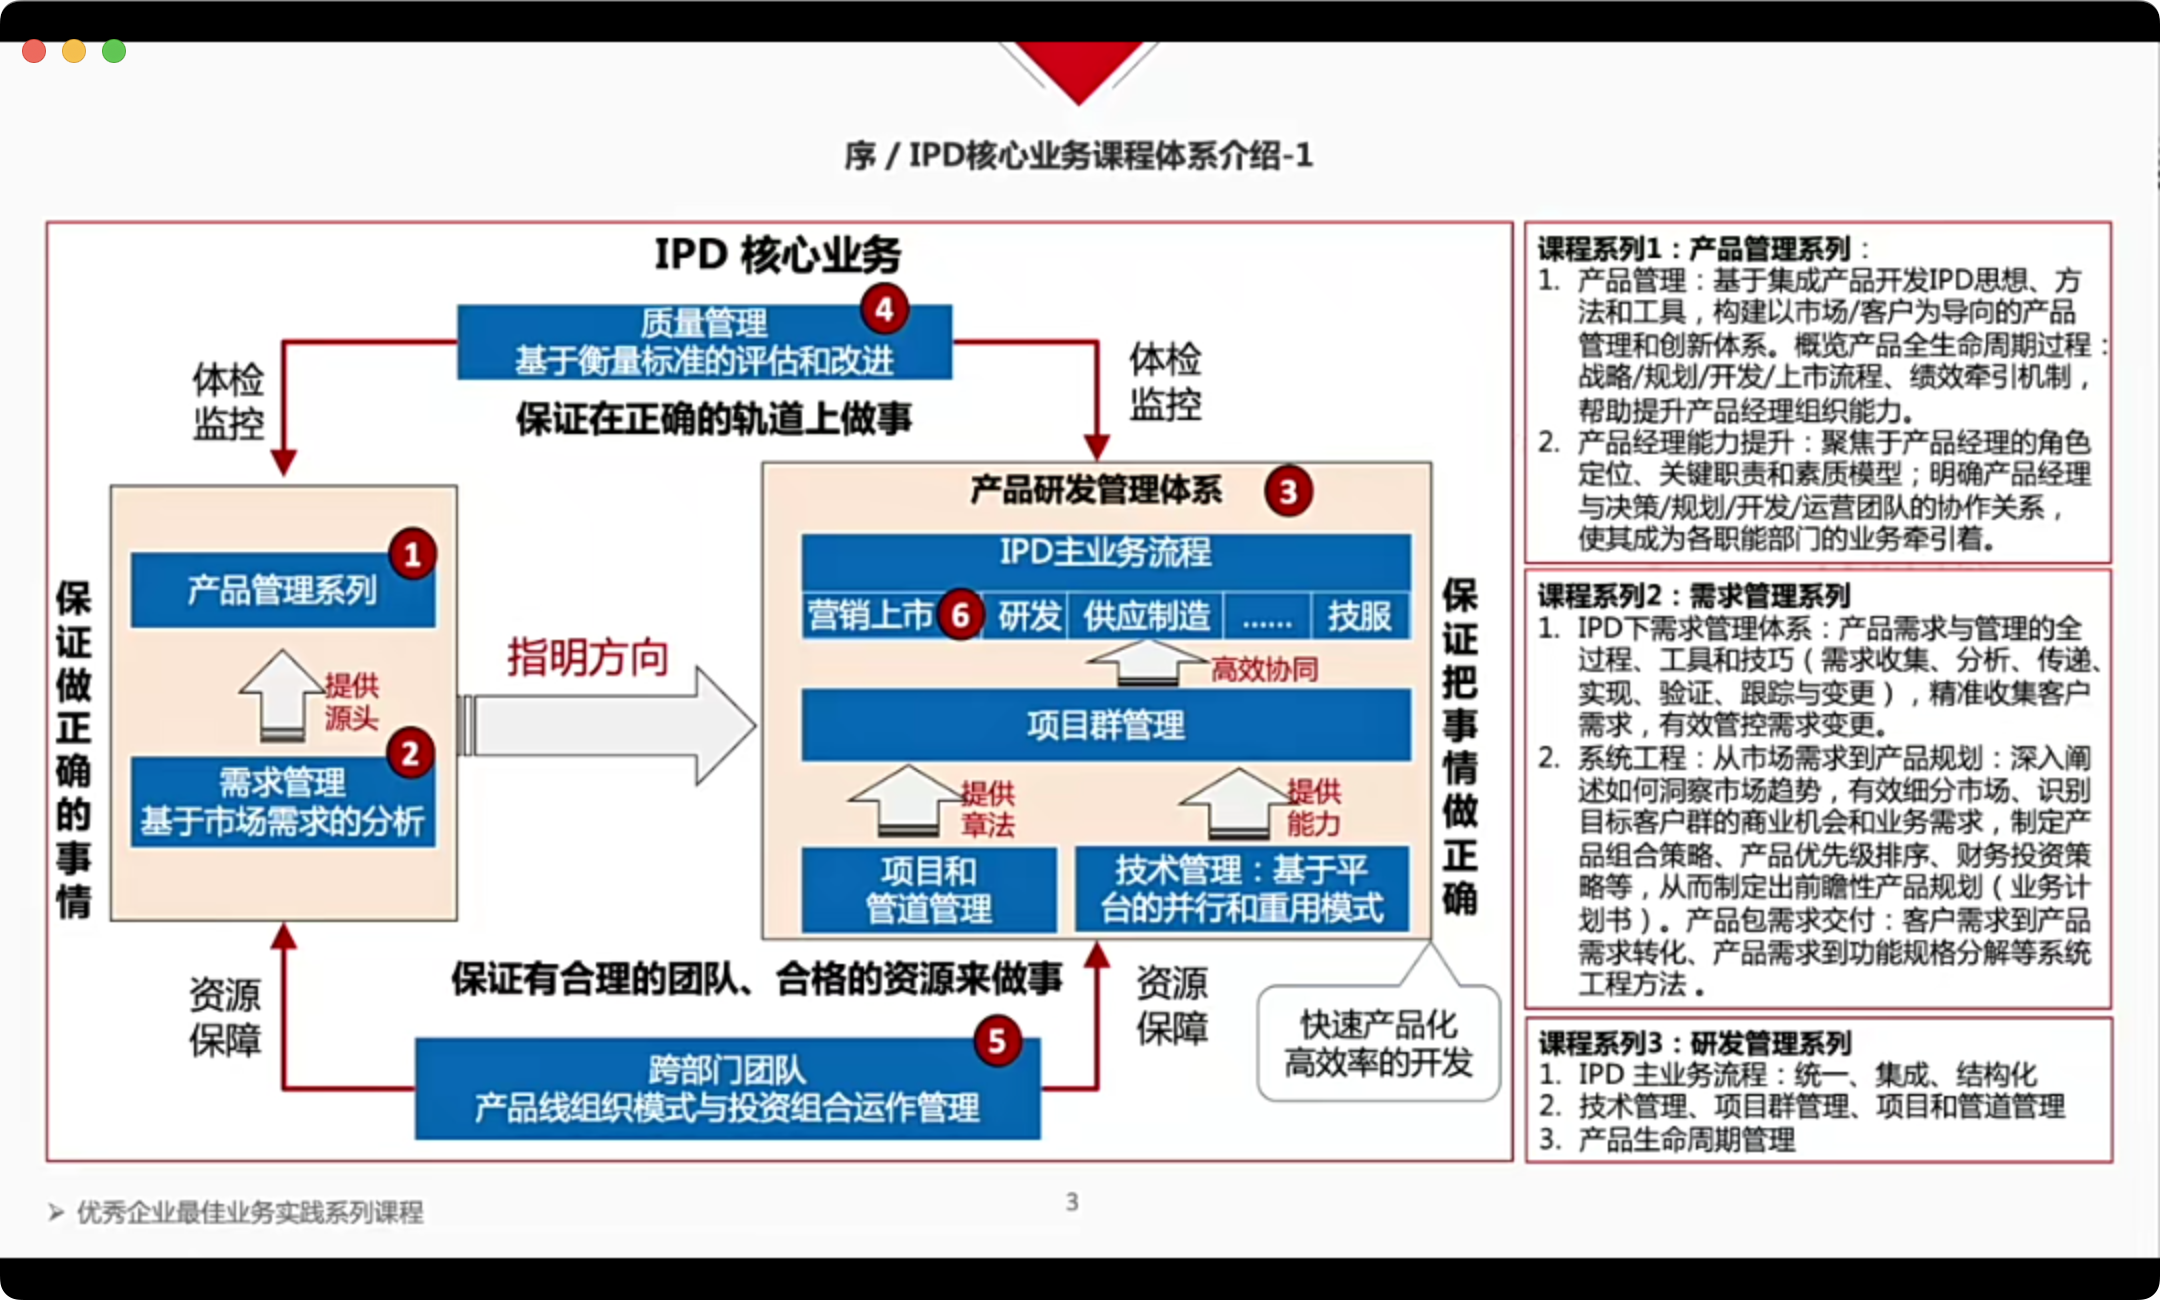 序 / IPD核心业务课程体系介绍-1
IPD 核心业务
质量管理
4
基于衡量标准的评估和改进
保证在正确的轨道上做事
体检
监控
体检
监控
保证做正确的事情
1
产品管理系列
提供
源头
2
需求管理
基于市场需求的分析
指明方向
产品研发管理体系
3
IPD主业务流程
营销上市
6
研发
供应制造
......
技服
高效协同
项目群管理
提供
章法
提供
能力
项目和
管道管理
技术管理：基于平
台的并行和重用模式
保证把事情做正确
保证有合理的团队、合格的资源来做事
资源
保障
资源
保障
5
跨部门团队
产品线组织模式与投资组合运作管理
快速产品化
高效率的开发
课程系列1：产品管理系列：
1. 产品管理：基于集成产品开发IPD思想、方
法和工具，构建以市场/客户为导向的产品
管理和创新体系。概览产品全生命周期过程：
战略/规划/开发/上市流程、绩效牵引机制，
帮助提升产品经理组织能力。
2. 产品经理能力提升：聚焦于产品经理的角色
定位、关键职责和素质模型；明确产品经理
与决策/规划/开发/运营团队的协作关系，
使其成为各职能部门的业务牵引着。
课程系列2：需求管理系列
1. IPD下需求管理体系：产品需求与管理的全
过程、工具和技巧（需求收集、分析、传递、
实现、验证、跟踪与变更），精准收集客户
需求，有效管控需求变更。
2. 系统工程：从市场需求到产品规划：深入阐
述如何洞察市场趋势，有效细分市场、识别
目标客户群的商业机会和业务需求，制定产
品组合策略、产品优先级排序、财务投资策
略等，从而制定出前瞻性产品规划（业务计
划书）。产品包需求交付：客户需求到产品
需求转化、产品需求到功能规格分解等系统
工程方法 。
课程系列3：研发管理系列
1. IPD 主业务流程：统一、集成、结构化
2. 技术管理、项目群管理、项目和管道管理
3. 产品生命周期管理
优秀企业最佳业务实践系列课程
3